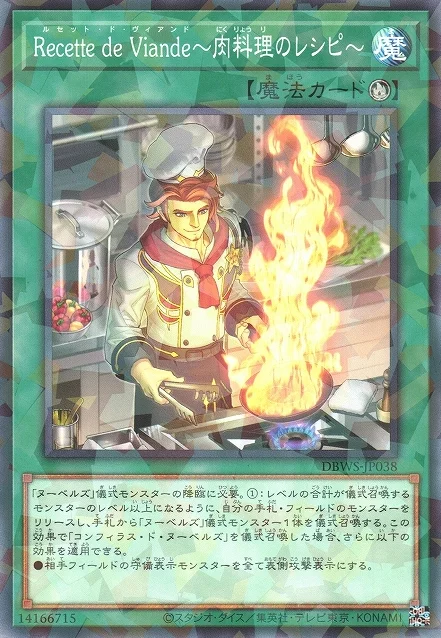 ルセット・ド・ヴィアンド にくりょうり
Recette de Viande～肉料理のレシピ～ 魔
まほう
【魔法カード】
DBWS-JP038
「ヌーベルズ」儀式モンスターの降臨に必要。①：レベルの合計が儀式召喚する
モンスターのレベル以上になるように、自分の手札・フィールドのモンスターを
リリースし、手札から「ヌーベルズ」儀式モンスター１体を儀式召喚する。この
効果で「コンフィラス・ド・ヌーベルズ」を儀式召喚した場合、さらに以下の
効果を適用できる。
●相手フィールドの守備表示モンスターを全て表側攻撃表示にする。
14166715 ©スタジオ・ダイス／集英社・テレビ東京・KONAMI